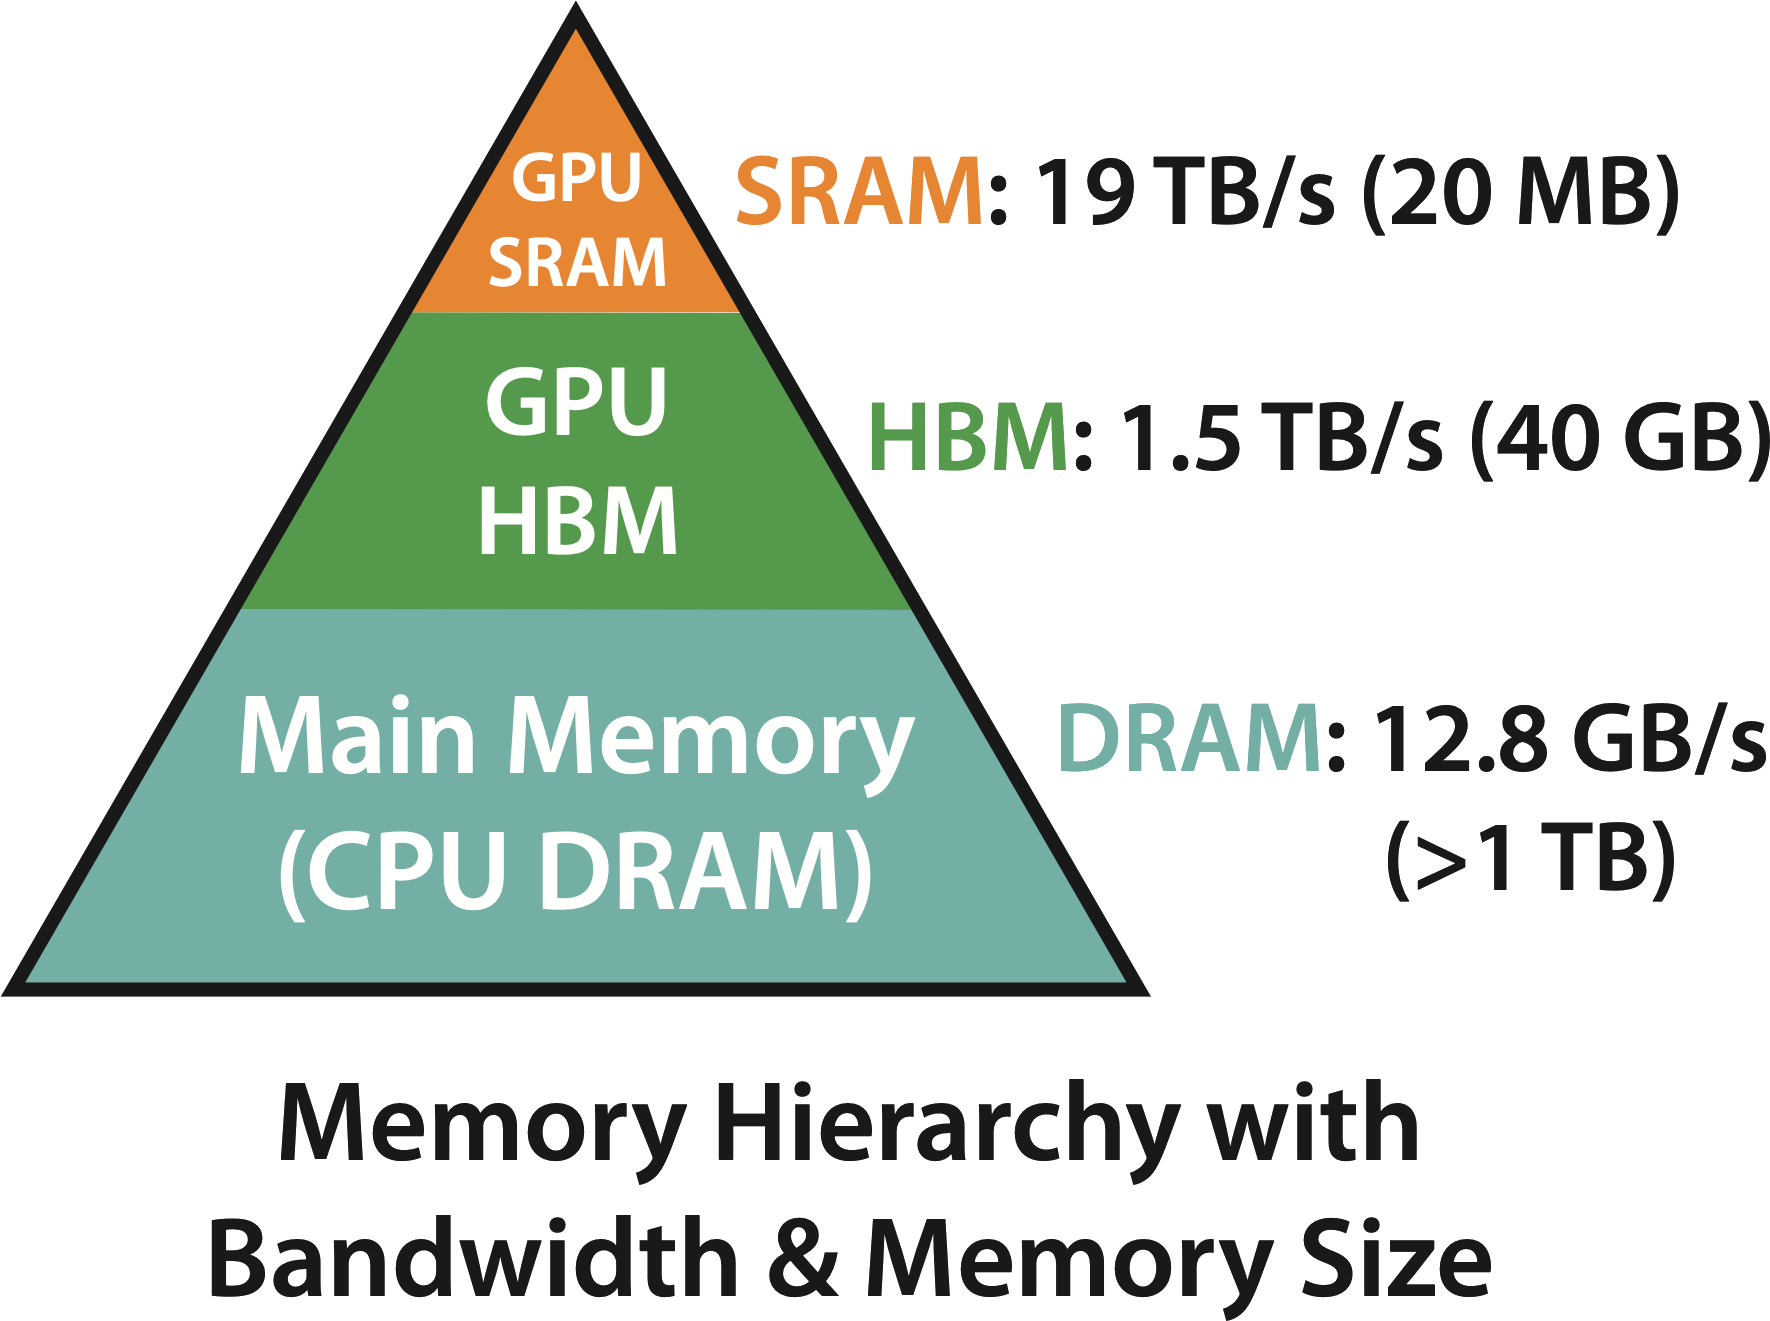 GPU
SRAM
SRAM: 19 TB/s (20 MB)
GPU
HBM
HBM: 1.5 TB/s (40 GB)
Main Memory
(CPU DRAM)
DRAM: 12.8 GB/s
(>1 TB)
Memory Hierarchy with
Bandwidth & Memory Size